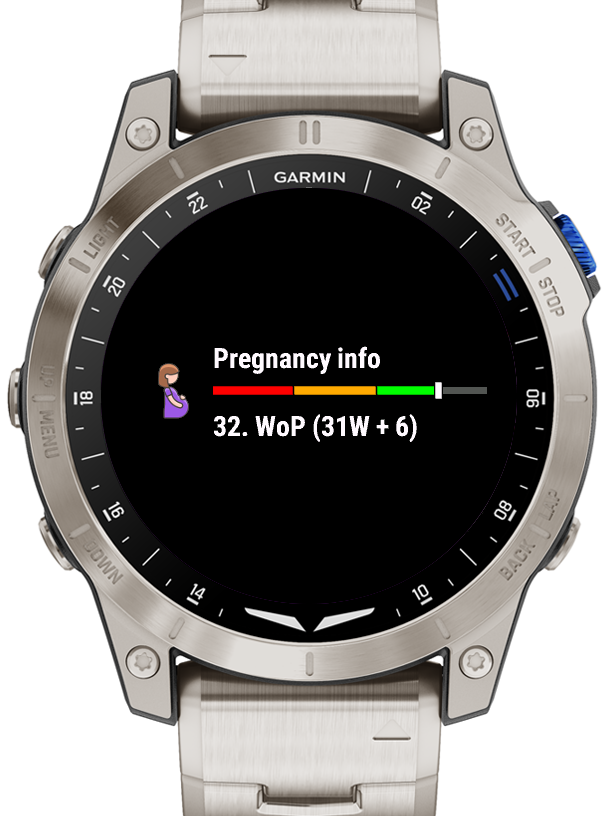 GARMIN
22
02
LIGHT
START
STOP
20
18
06
UP
MENU
16
08
LAP
BACK
DOWN
14
10
Pregnancy info
32. WoP (31W + 6)